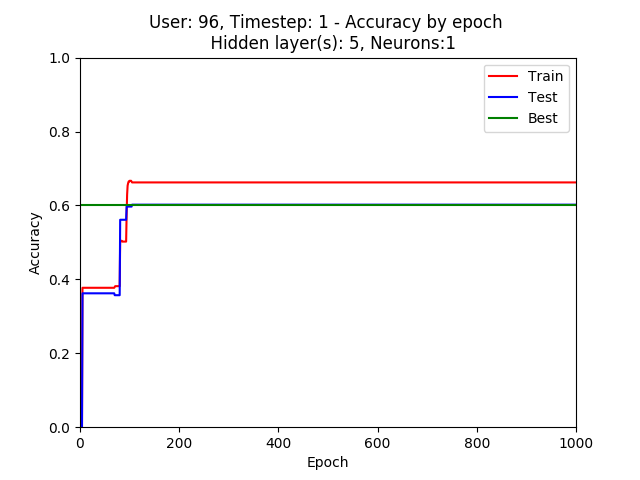 User: 96, Timestep: 1 - Accuracy by epoch
Hidden layer(s): 5, Neurons:1
Train
Test
Best
1.0
0.8
0.6
0.4
0.2
0.0
Accuracy
0 200 400 600 800 1000
Epoch